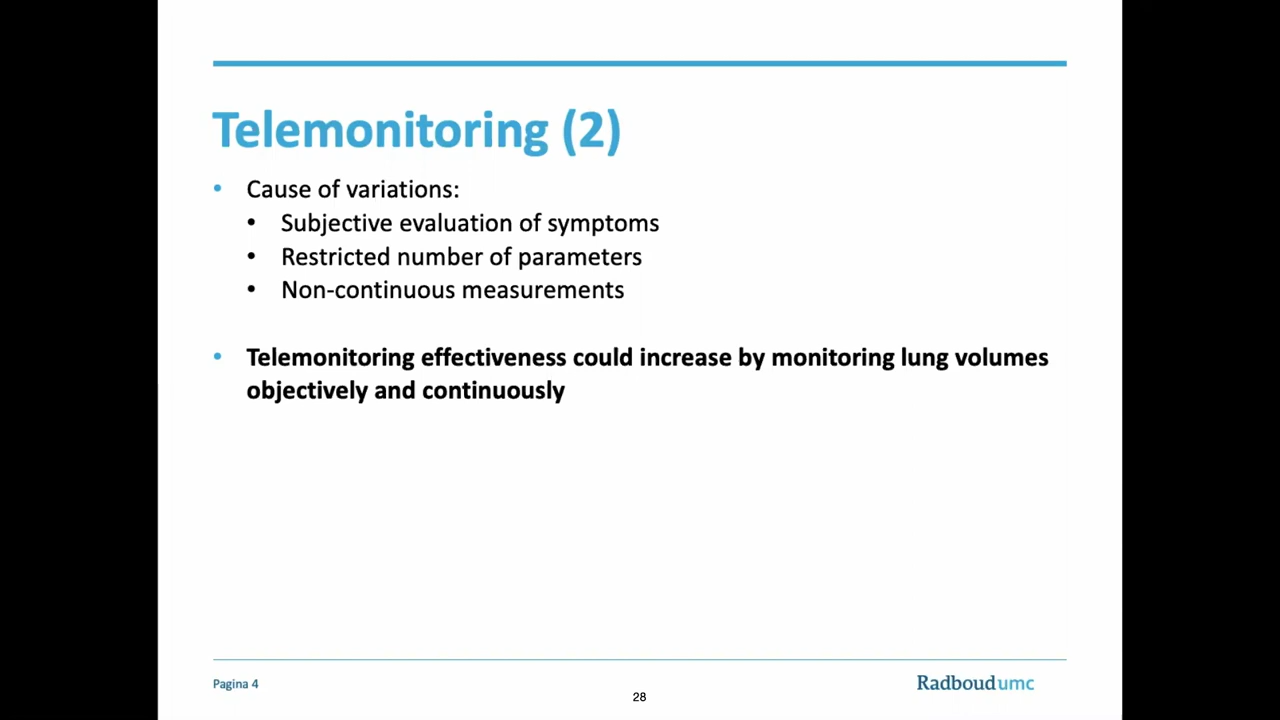 Telemonitoring (2)
• Cause of variations:
• Subjective evaluation of symptoms
• Restricted number of parameters
• Non-continuous measurements
• Telemonitoring effectiveness could increase by monitoring lung volumes
objectively and continuously
Pagina 4
28
Radboudumc